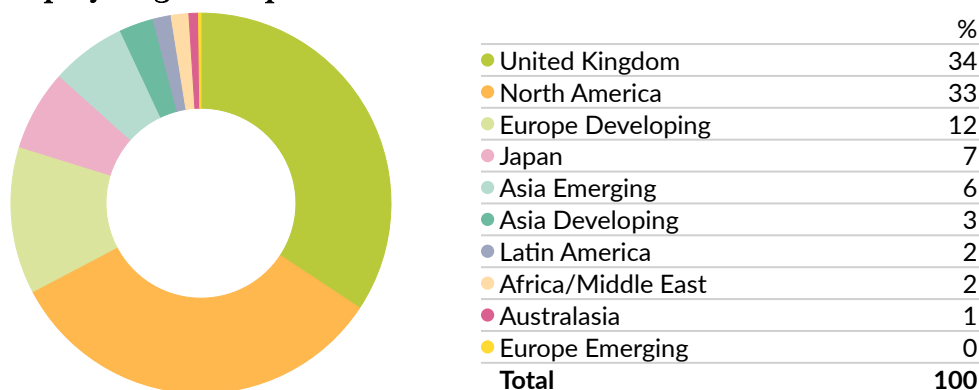 %
United Kingdom 34
North America 33
Europe Developing 12
Japan 7
Asia Emerging 6
Asia Developing 3
Latin America 2
Africa/Middle East 2
Australasia 1
Europe Emerging 0
Total 100